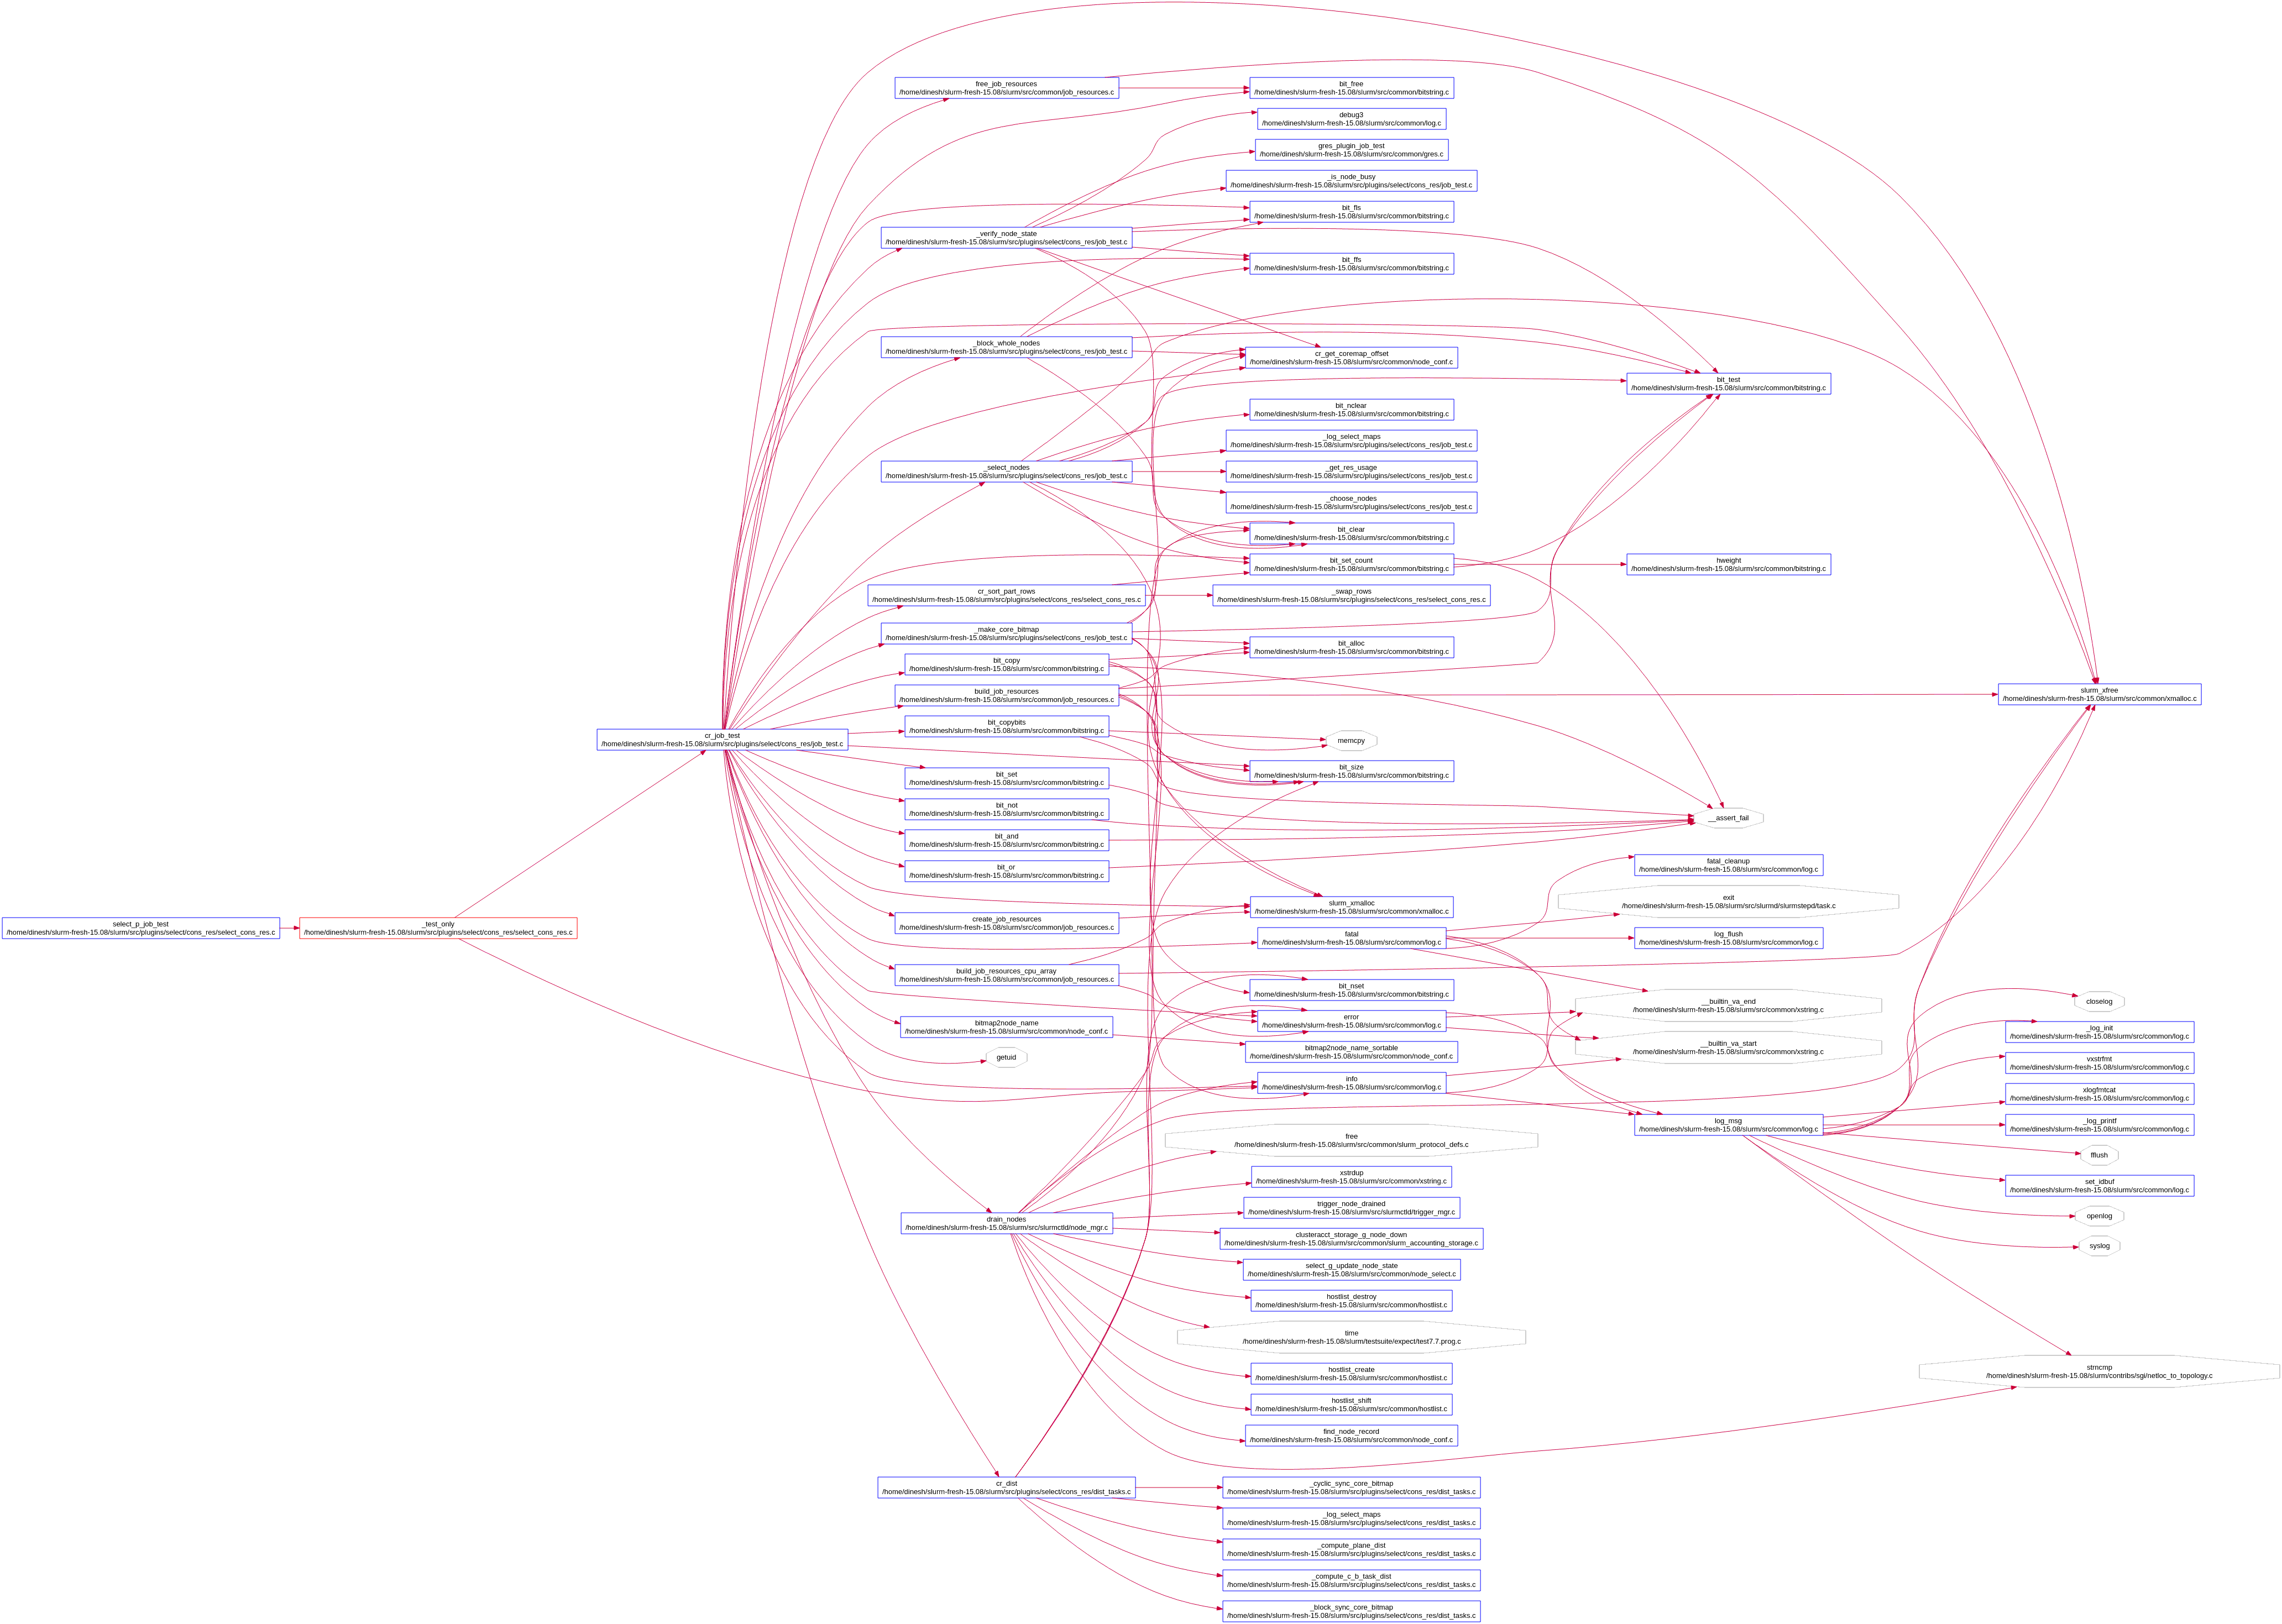 select_p_job_test
/home/dinesh/slurm-fresh-15.08/slurm/src/plugins/select/cons_res/select_cons_res.c
_test_only
/home/dinesh/slurm-fresh-15.08/slurm/src/plugins/select/cons_res/select_cons_res.c
cr_job_test
/home/dinesh/slurm-fresh-15.08/slurm/src/plugins/select/cons_res/job_test.c
free_job_resources
/home/dinesh/slurm-fresh-15.08/slurm/src/common/job_resources.c
_verify_node_state
/home/dinesh/slurm-fresh-15.08/slurm/src/plugins/select/cons_res/job_test.c
_block_whole_nodes
/home/dinesh/slurm-fresh-15.08/slurm/src/plugins/select/cons_res/job_test.c
_select_nodes
/home/dinesh/slurm-fresh-15.08/slurm/src/plugins/select/cons_res/job_test.c
cr_sort_part_rows
/home/dinesh/slurm-fresh-15.08/slurm/src/plugins/select/cons_res/select_cons_res.c
_make_core_bitmap
/home/dinesh/slurm-fresh-15.08/slurm/src/plugins/select/cons_res/job_test.c
bit_copy
/home/dinesh/slurm-fresh-15.08/slurm/src/common/bitstring.c
build_job_resources
/home/dinesh/slurm-fresh-15.08/slurm/src/common/job_resources.c
bit_copybits
/home/dinesh/slurm-fresh-15.08/slurm/src/common/bitstring.c
bit_set
/home/dinesh/slurm-fresh-15.08/slurm/src/common/bitstring.c
bit_not
/home/dinesh/slurm-fresh-15.08/slurm/src/common/bitstring.c
bit_and
/home/dinesh/slurm-fresh-15.08/slurm/src/common/bitstring.c
bit_or
/home/dinesh/slurm-fresh-15.08/slurm/src/common/bitstring.c
create_job_resources
/home/dinesh/slurm-fresh-15.08/slurm/src/common/job_resources.c
build_job_resources_cpu_array
/home/dinesh/slurm-fresh-15.08/slurm/src/common/job_resources.c
bitmap2node_name
/home/dinesh/slurm-fresh-15.08/slurm/src/common/node_conf.c
getuid
drain_nodes
/home/dinesh/slurm-fresh-15.08/slurm/src/slurmctld/node_mgr.c
cr_dist
/home/dinesh/slurm-fresh-15.08/slurm/src/plugins/select/cons_res/dist_tasks.c
bit_free
/home/dinesh/slurm-fresh-15.08/slurm/src/common/bitstring.c
debug3
/home/dinesh/slurm-fresh-15.08/slurm/src/common/log.c
gres_plugin_job_test
/home/dinesh/slurm-fresh-15.08/slurm/src/common/gres.c
_is_node_busy
/home/dinesh/slurm-fresh-15.08/slurm/src/plugins/select/cons_res/job_test.c
bit_fls
/home/dinesh/slurm-fresh-15.08/slurm/src/common/bitstring.c
bit_ffs
/home/dinesh/slurm-fresh-15.08/slurm/src/common/bitstring.c
cr_get_coremap_offset
/home/dinesh/slurm-fresh-15.08/slurm/src/common/node_conf.c
bit_nclear
/home/dinesh/slurm-fresh-15.08/slurm/src/common/bitstring.c
_log_select_maps
/home/dinesh/slurm-fresh-15.08/slurm/src/plugins/select/cons_res/job_test.c
_get_res_usage
/home/dinesh/slurm-fresh-15.08/slurm/src/plugins/select/cons_res/job_test.c
_choose_nodes
/home/dinesh/slurm-fresh-15.08/slurm/src/plugins/select/cons_res/job_test.c
bit_clear
/home/dinesh/slurm-fresh-15.08/slurm/src/common/bitstring.c
bit_set_count
/home/dinesh/slurm-fresh-15.08/slurm/src/common/bitstring.c
_swap_rows
/home/dinesh/slurm-fresh-15.08/slurm/src/plugins/select/cons_res/select_cons_res.c
bit_alloc
/home/dinesh/slurm-fresh-15.08/slurm/src/common/bitstring.c
memcpy
bit_size
/home/dinesh/slurm-fresh-15.08/slurm/src/common/bitstring.c
slurm_xmalloc
/home/dinesh/slurm-fresh-15.08/slurm/src/common/xmalloc.c
fatal
/home/dinesh/slurm-fresh-15.08/slurm/src/common/log.c
bit_nset
/home/dinesh/slurm-fresh-15.08/slurm/src/common/bitstring.c
error
/home/dinesh/slurm-fresh-15.08/slurm/src/common/log.c
bitmap2node_name_sortable
/home/dinesh/slurm-fresh-15.08/slurm/src/common/node_conf.c
info
/home/dinesh/slurm-fresh-15.08/slurm/src/common/log.c
free
/home/dinesh/slurm-fresh-15.08/slurm/src/common/slurm_protocol_defs.c
xstrdup
/home/dinesh/slurm-fresh-15.08/slurm/src/common/xstring.c
trigger_node_drained
/home/dinesh/slurm-fresh-15.08/slurm/src/slurmctld/trigger_mgr.c
clusteracct_storage_g_node_down
/home/dinesh/slurm-fresh-15.08/slurm/src/common/slurm_accounting_storage.c
select_g_update_node_state
/home/dinesh/slurm-fresh-15.08/slurm/src/common/node_select.c
hostlist_destroy
/home/dinesh/slurm-fresh-15.08/slurm/src/common/hostlist.c
time
/home/dinesh/slurm-fresh-15.08/slurm/testsuite/expect/test7.7.prog.c
hostlist_create
/home/dinesh/slurm-fresh-15.08/slurm/src/common/hostlist.c
hostlist_shift
/home/dinesh/slurm-fresh-15.08/slurm/src/common/hostlist.c
find_node_record
/home/dinesh/slurm-fresh-15.08/slurm/src/common/node_conf.c
_cyclic_sync_core_bitmap
/home/dinesh/slurm-fresh-15.08/slurm/src/plugins/select/cons_res/dist_tasks.c
_log_select_maps
/home/dinesh/slurm-fresh-15.08/slurm/src/plugins/select/cons_res/dist_tasks.c
_compute_plane_dist
/home/dinesh/slurm-fresh-15.08/slurm/src/plugins/select/cons_res/dist_tasks.c
_compute_c_b_task_dist
/home/dinesh/slurm-fresh-15.08/slurm/src/plugins/select/cons_res/dist_tasks.c
_block_sync_core_bitmap
/home/dinesh/slurm-fresh-15.08/slurm/src/plugins/select/cons_res/dist_tasks.c
bit_test
/home/dinesh/slurm-fresh-15.08/slurm/src/common/bitstring.c
hweight
/home/dinesh/slurm-fresh-15.08/slurm/src/common/bitstring.c
__assert_fail
fatal_cleanup
/home/dinesh/slurm-fresh-15.08/slurm/src/common/log.c
exit
/home/dinesh/slurm-fresh-15.08/slurm/src/slurmd/slurmstepd/task.c
log_flush
/home/dinesh/slurm-fresh-15.08/slurm/src/common/log.c
__builtin_va_end
/home/dinesh/slurm-fresh-15.08/slurm/src/common/xstring.c
__builtin_va_start
/home/dinesh/slurm-fresh-15.08/slurm/src/common/xstring.c
log_msg
/home/dinesh/slurm-fresh-15.08/slurm/src/common/log.c
slurm_xfree
/home/dinesh/slurm-fresh-15.08/slurm/src/common/xmalloc.c
closelog
_log_init
/home/dinesh/slurm-fresh-15.08/slurm/src/common/log.c
vxstrfmt
/home/dinesh/slurm-fresh-15.08/slurm/src/common/log.c
xlogfmtcat
/home/dinesh/slurm-fresh-15.08/slurm/src/common/log.c
_log_printf
/home/dinesh/slurm-fresh-15.08/slurm/src/common/log.c
fflush
set_idbuf
/home/dinesh/slurm-fresh-15.08/slurm/src/common/log.c
openlog
syslog
strncmp
/home/dinesh/slurm-fresh-15.08/slurm/contribs/sgi/netloc_to_topology.c